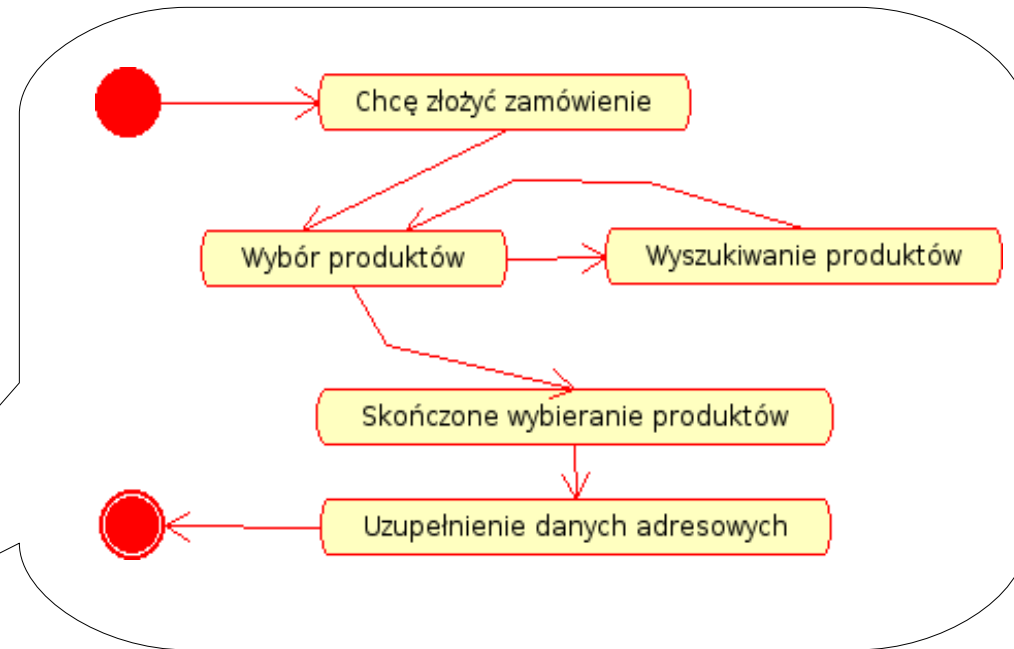 Chcę złożyć zamówienie
Wybór produktów
Wyszukiwanie produktów
Skończone wybieranie produktów
Uzupełnienie danych adresowych